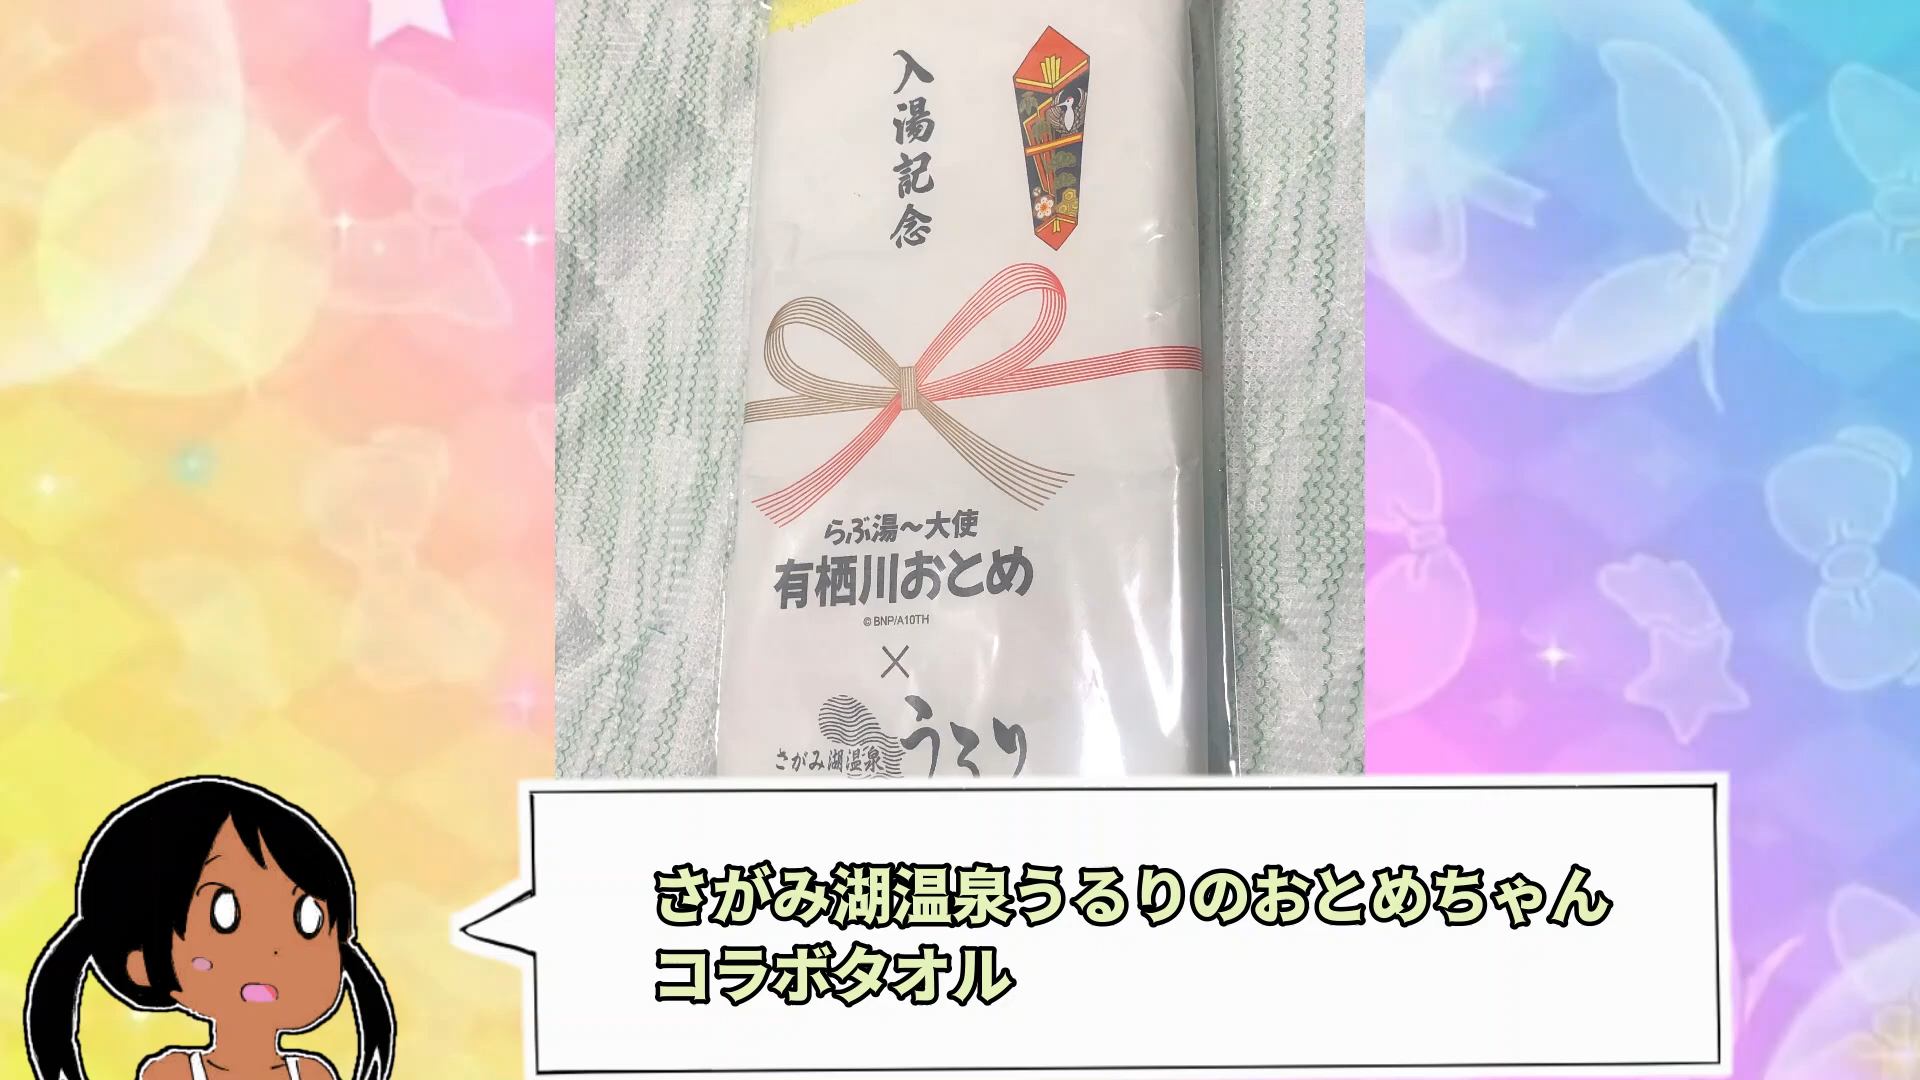 入湯記念
らぶ湯～大使
有栖川おとめ
© BNP/A10TH
×
さがみ湖温泉 うるり
さがみ湖温泉うるりのおとめちゃん
コラボタオル